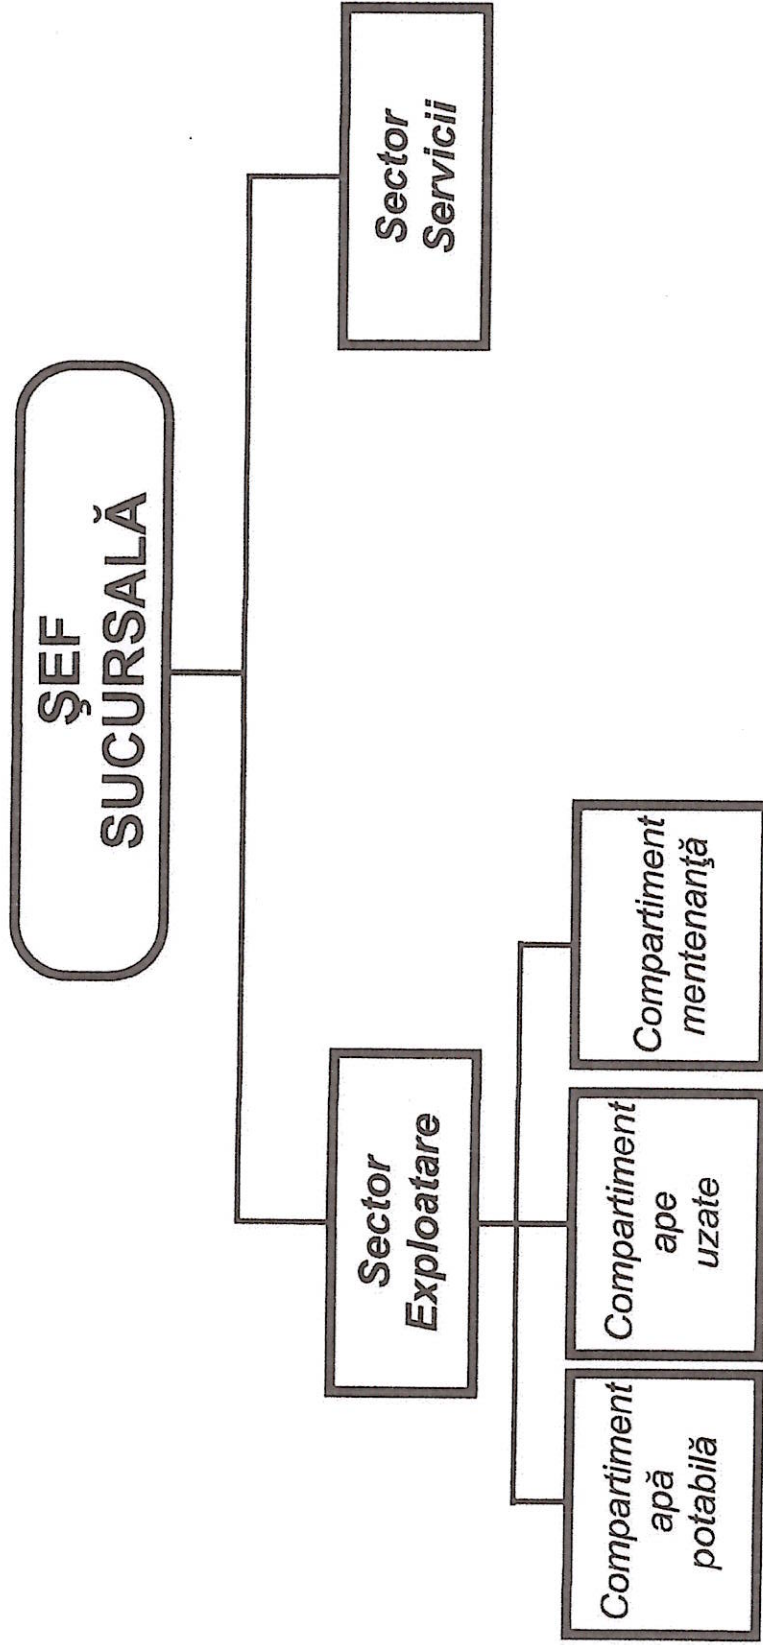 ŞEF
SUCURSALĂ
Sector
Exploatare
Sector
Servicii
Compartiment
apă
potabilă
Compartiment
ape
uzate
Compartiment
mentenanţă